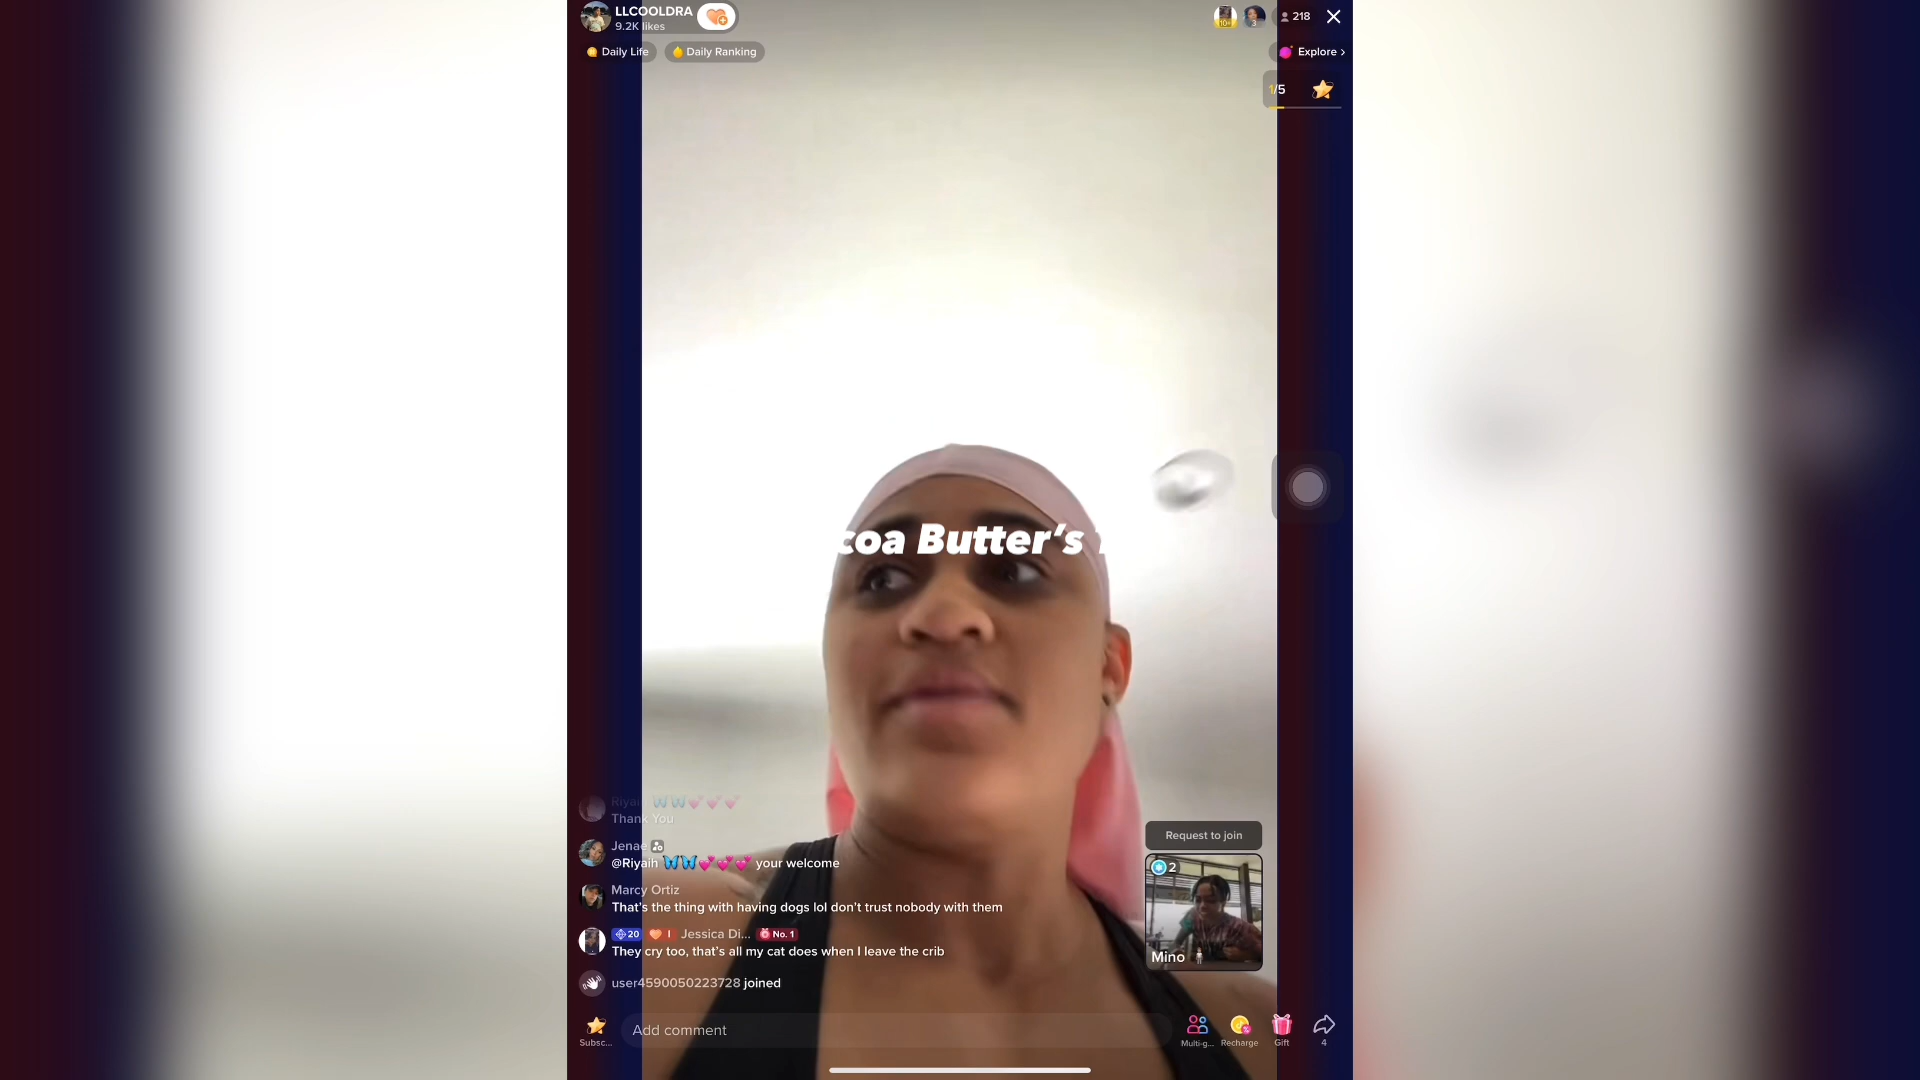 LLCOOLDRA
9.2K likes
10+
3
218
Daily Life
Daily Ranking
Explore >
1/5
coa Butter's
Riyaih 🦋🦋💕💕💕
Thank You
Jenae
@Riyaih 🦋🦋💕💕💕 your welcome
Marcy Ortiz
That's the thing with having dogs lol don't trust nobody with them
20 I Jessica Di... No. 1
They cry too, that's all my cat does when I leave the crib
user4590050223728 joined
Request to join
2
Mino
Add comment
Subsc...
Multi-g...
Recharge
Gift
4